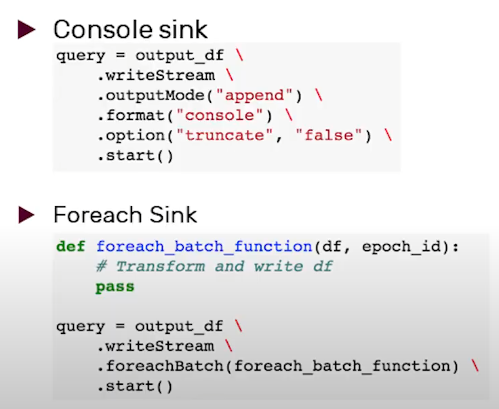 Console sink
query = output_df \
.writeStream \
.outputMode("append") \
.format("console") \
.option("truncate", "false") \
.start()
Foreach Sink
def foreach_batch_function(df, epoch_id):
# Transform and write df
pass
query = output_df \
.writeStream \
.foreachBatch(foreach_batch_function) \
.start()